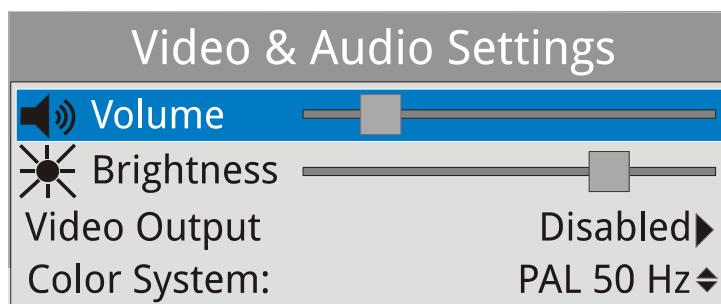 Video & Audio Settings
Volume
Brightness
Video Output Disabled
Color System: PAL 50 Hz